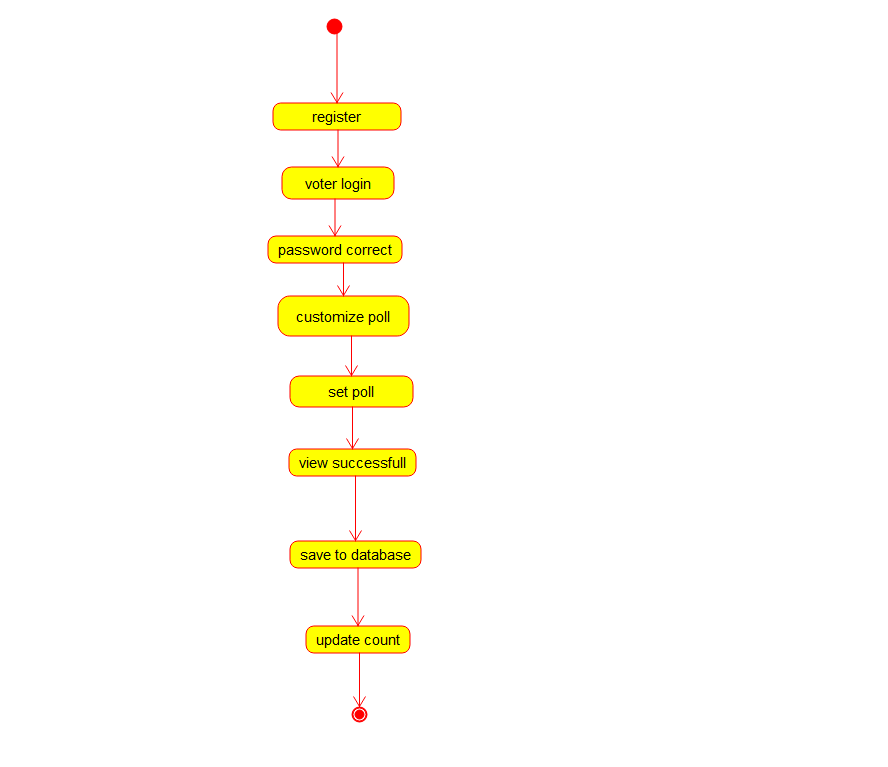 register
voter login
password correct
customize poll
set poll
view successfull
save to database
update count